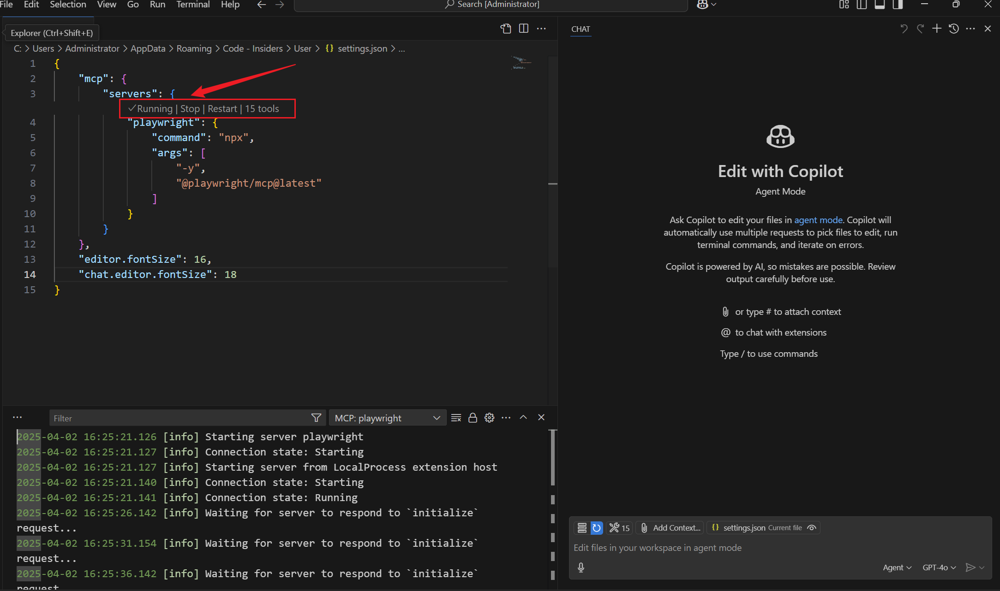 File Edit Selection View Go Run Terminal Help
Search [Administrator]
Explorer (Ctrl+Shift+E)
C: > Users > Administrator > AppData > Roaming > Code - Insiders > User > {} settings.json > ...
1 {
2 "mcp": {
3 "servers": {
✓Running | Stop | Restart | 15 tools
4 "playwright": {
5 "command": "npx",
6 "args": [
7 "-y",
8 "@playwright/mcp@latest"
9 ]
10 }
11 }
12 },
13 "editor.fontSize": 16,
14 "chat.editor.fontSize": 18
15 }
Filter
MCP: playwright
2025-04-02 16:25:21.126 [info] Starting server playwright
2025-04-02 16:25:21.127 [info] Connection state: Starting
2025-04-02 16:25:21.127 [info] Starting server from LocalProcess extension host
2025-04-02 16:25:21.140 [info] Connection state: Starting
2025-04-02 16:25:21.141 [info] Connection state: Running
2025-04-02 16:25:26.142 [info] Waiting for server to respond to `initialize`
request...
2025-04-02 16:25:31.154 [info] Waiting for server to respond to `initialize`
request...
2025-04-02 16:25:36.142 [info] Waiting for server to respond to `initialize`
request
CHAT
Edit with Copilot
Agent Mode
Ask Copilot to edit your files in agent mode. Copilot will
automatically use multiple requests to pick files to edit, run
terminal commands, and iterate on errors.
Copilot is powered by AI, so mistakes are possible. Review
output carefully before use.
or type # to attach context
@ to chat with extensions
Type / to use commands
15 Add Context... {} settings.json Current file
Edit files in your workspace in agent mode
Agent GPT-4o